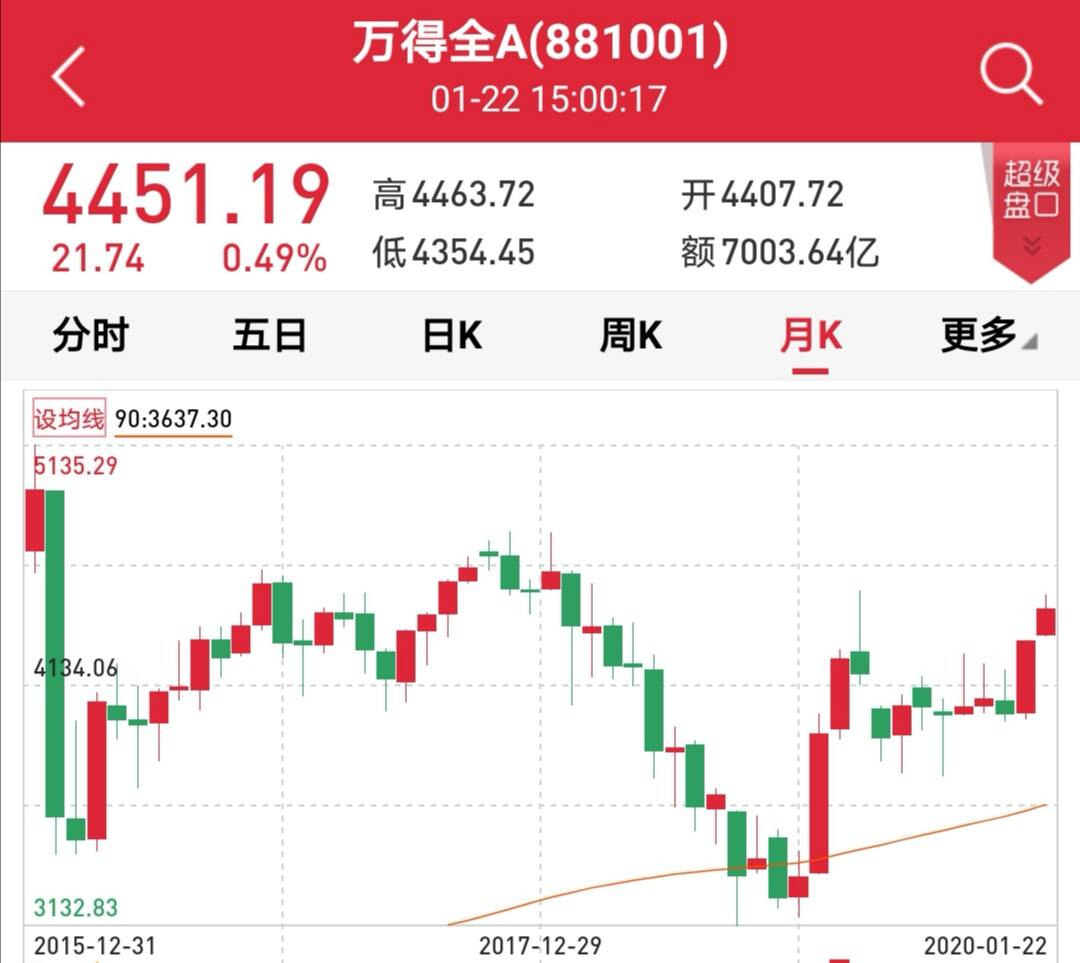 万得全A(881001)
01-22 15:00:17
4451.19
高4463.72 开4407.72
超级
盘口
21.74 0.49% 低4354.45 额7003.64亿
分时 五日 日K 周K 月K 更多
设均线 90:3637.30
5135.29
4134.06
3132.83
2015-12-31 2017-12-29 2020-01-22